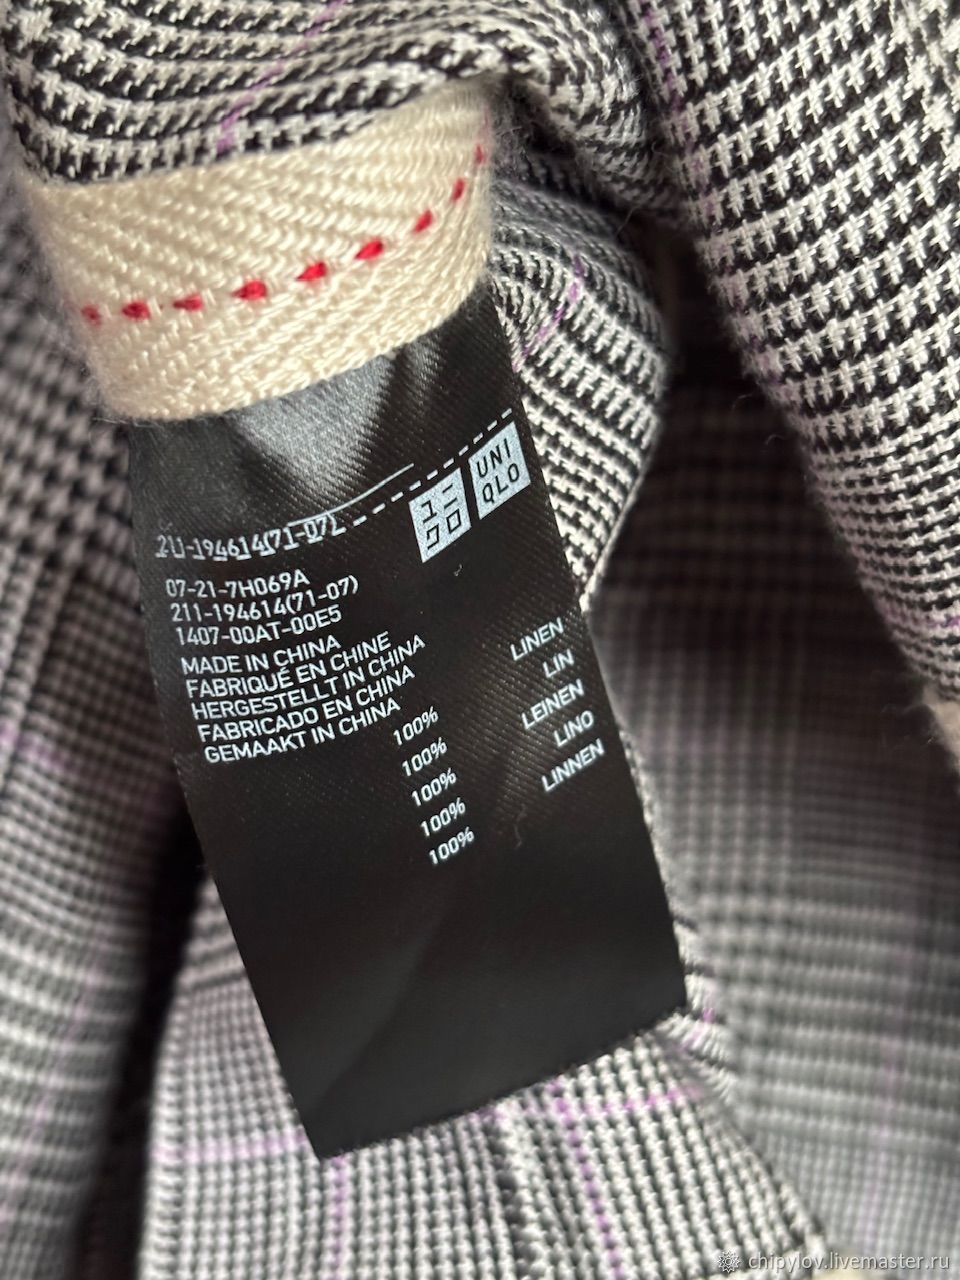 ユニ
クロ
UNI
QLO
211-194614(71-07)
07-21-7H069A
211-194614(71-07)
1407-00AT-00E5
MADE IN CHINA
FABRIQUÉ EN CHINE
HERGESTELLT IN CHINA
FABRICADO EN CHINA
GEMAAKT IN CHINA
100% LINEN
100% LIN
100% LEINEN
100% LINO
100% LINNEN
chipylov.livemaster.ru